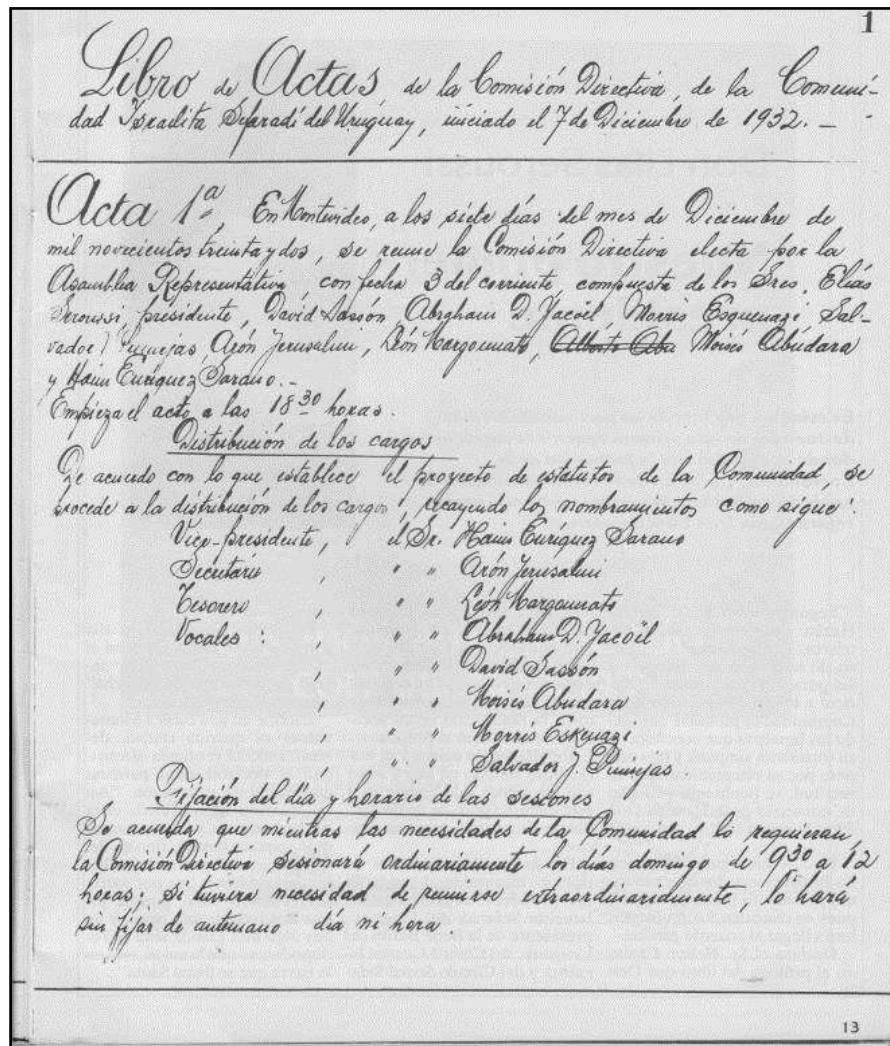 1
Libro de Actas de la Comisión Directiva, de la Comuni-
dad Israelita Sefaradí del Uruguay, iniciado el 7 de Diciembre de 1932. —
Acta 1ª, En Montevideo, a los siete días del mes de Diciembre de
mil novecientos treinta y dos, se reune la Comisión Directiva electa por la
Asamblea Representativa, con fecha 3 del corriente, compuesta de los Sres. Elías
Seroussi, presidente, David Sassón, Abraham D. Jacoël, Morris Esquenazi, Sal-
vador J. Pinejas, Arón Jerusalmi, León Margounato, Alberto Abu Moisés Abudara
y Haim Enríquez Sarano. —
Empieza el acto a las 18 30 horas.
Distribución de los cargos
De acuerdo con lo que establece el proyecto de estatutos de la Comunidad, se
procede a la distribución de los cargos, recayendo los nombramientos como sigue:
Vice-presidente, el Sr. Haim Enríquez Sarano
Secretario , " " Arón Jerusalmi
Tesorero , " " León Margounato
Vocales : , " " Abraham D. Jacoël
, " " David Sassón
, " " Moisés Abudara
, " " Morris Eskenazi
, " " Salvador J. Pinejas
Fijación del día y horario de las sesiones
Se acuerda que mientras las necesidades de la Comunidad lo requieran,
la Comisión Directiva sesionará ordinariamente los días domingo de 9 30 a 12
horas; si tuviera necesidad de reunirse extraordinariamente, lo hará
sin fijar de antemano día ni hora.
13